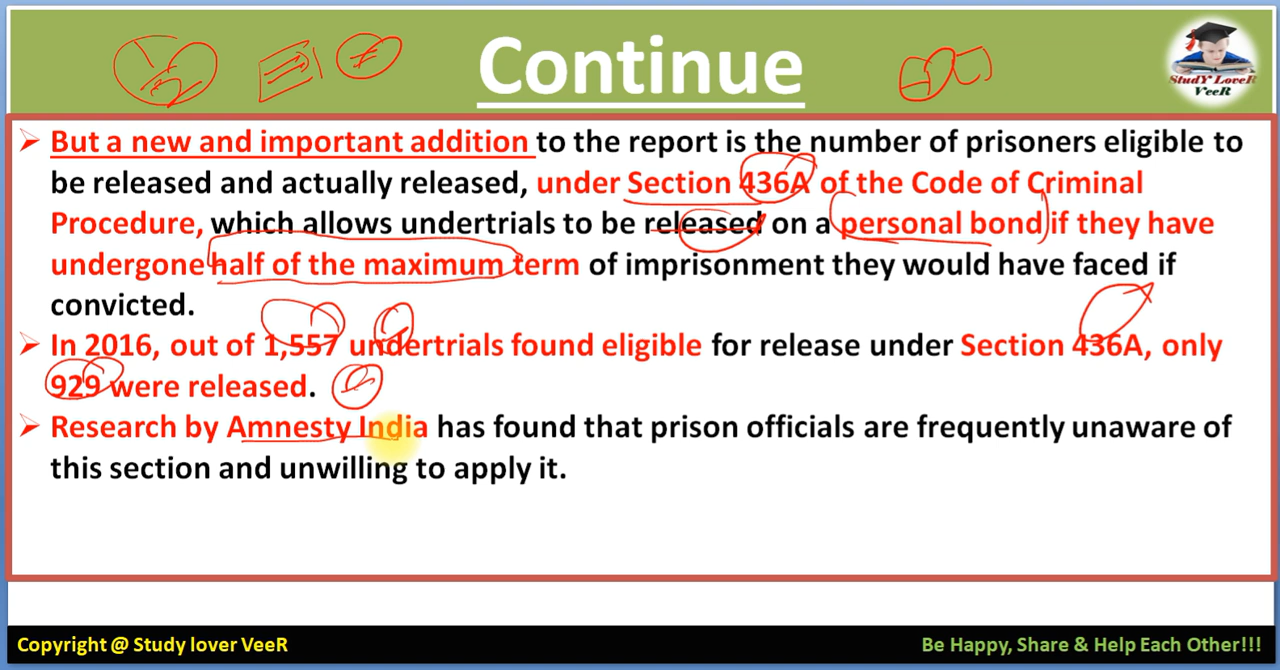 Continue
StudY LoveR
VeeR
➢ But a new and important addition to the report is the number of prisoners eligible to
be released and actually released, under Section 436A of the Code of Criminal
Procedure, which allows undertrials to be released on a personal bond if they have
undergone half of the maximum term of imprisonment they would have faced if
convicted.
➢ In 2016, out of 1,557 undertrials found eligible for release under Section 436A, only
929 were released.
➢ Research by Amnesty India has found that prison officials are frequently unaware of
this section and unwilling to apply it.
Copyright @ Study lover VeeR
Be Happy, Share & Help Each Other!!!